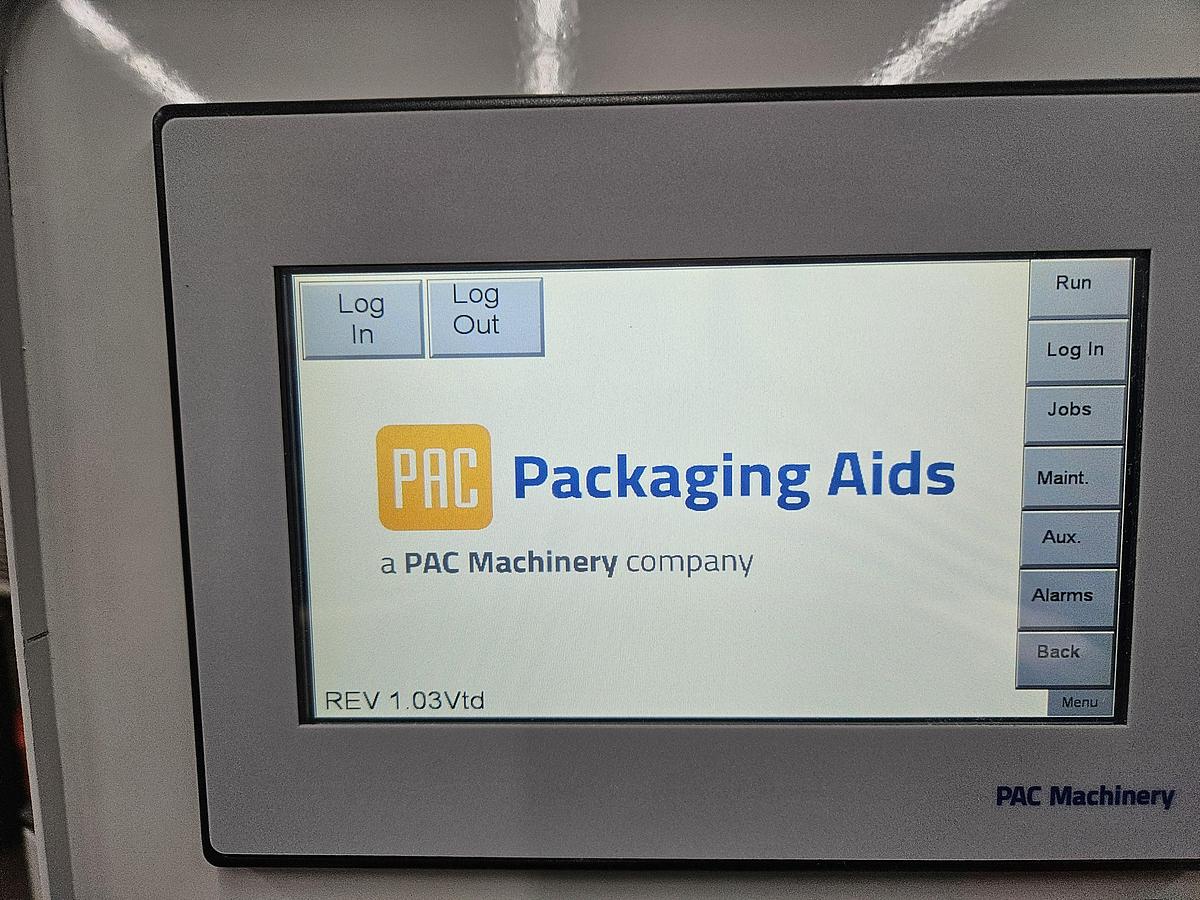 Log
In
Log
Out
Run
Log In
Jobs
Maint.
Aux.
Alarms
Back
Menu
PAC Packaging Aids
a PAC Machinery company
REV 1.03Vtd
PAC Machinery